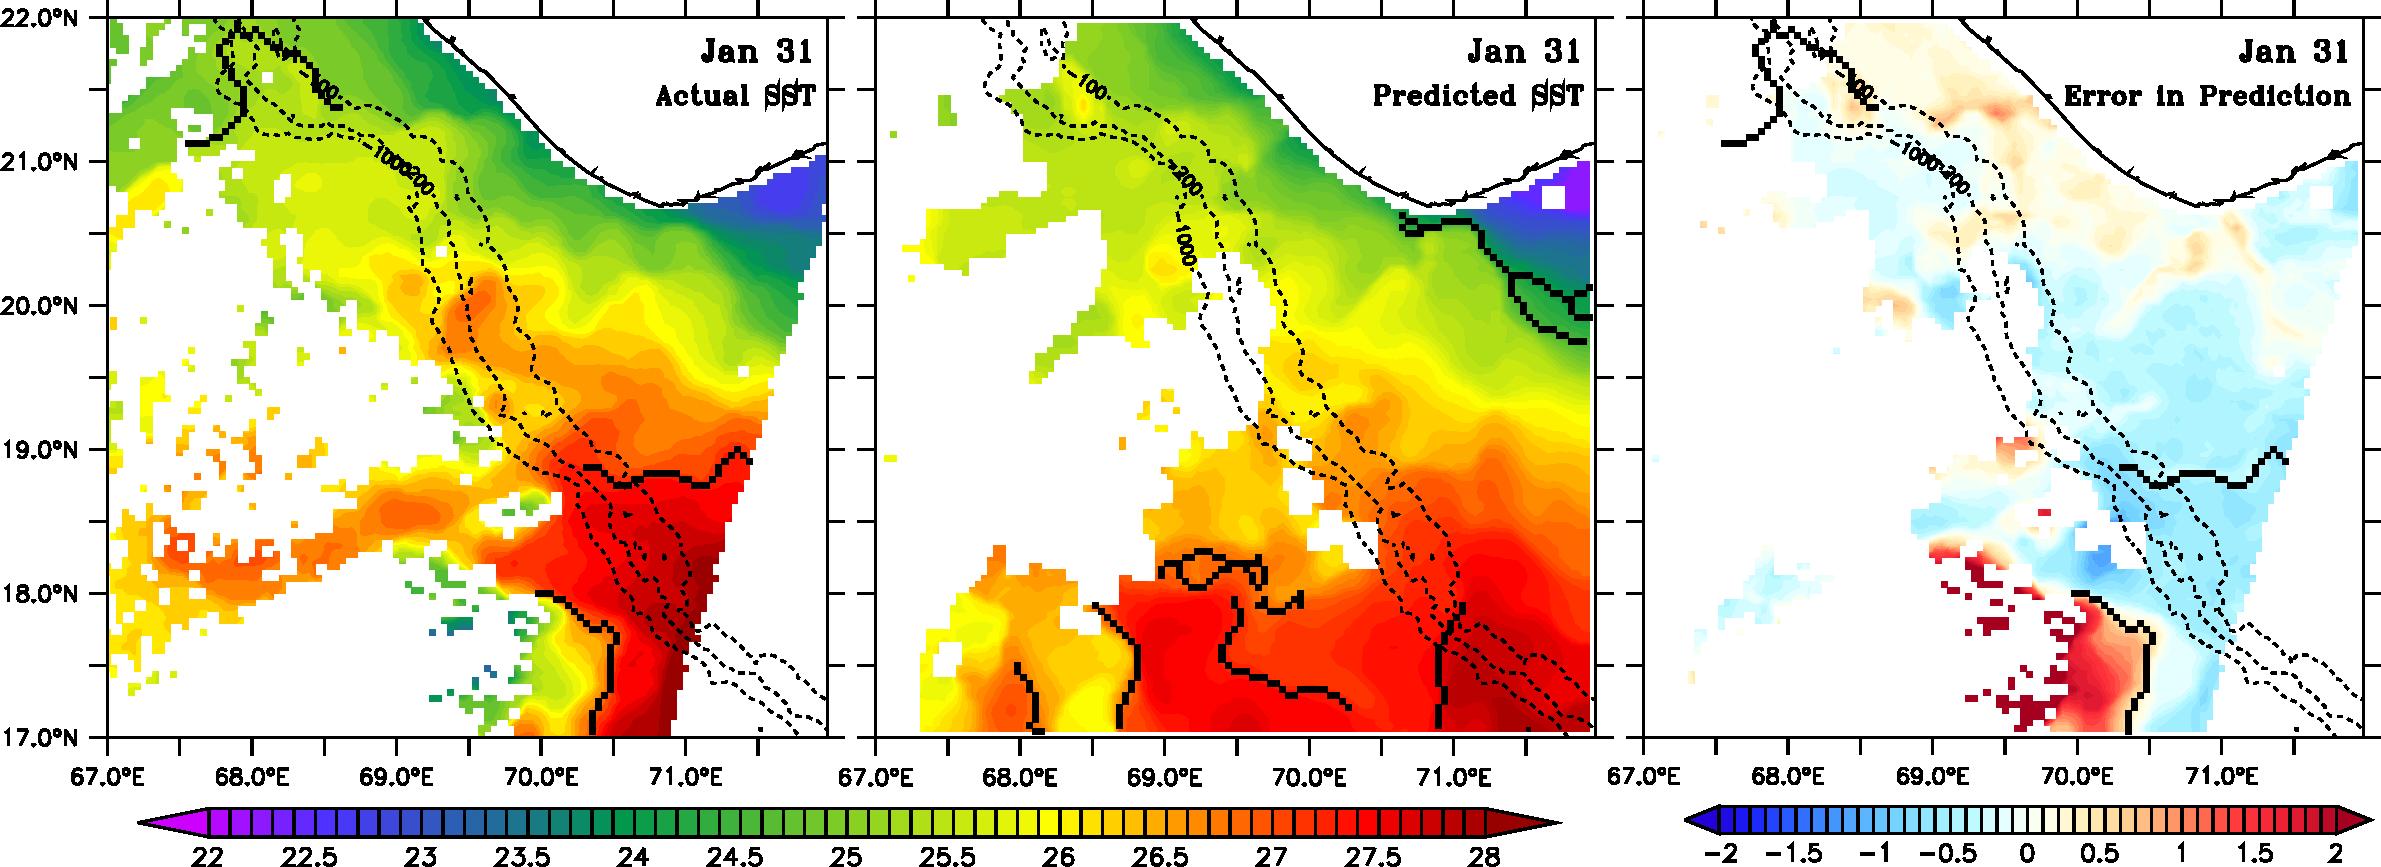 22.0°N
21.0°N
20.0°N
19.0°N
18.0°N
17.0°N
Jan 31
Actual SST
100
1000
200
67.0°E 68.0°E 69.0°E 70.0°E 71.0°E
Jan 31
Predicted SST
100
200
1000
67.0°E 68.0°E 69.0°E 70.0°E 71.0°E
Jan 31
Error in Prediction
100
1000
200
67.0°E 68.0°E 69.0°E 70.0°E 71.0°E
22 22.5 23 23.5 24 24.5 25 25.5 26 26.5 27 27.5 28
-2 -1.5 -1 -0.5 0 0.5 1 1.5 2